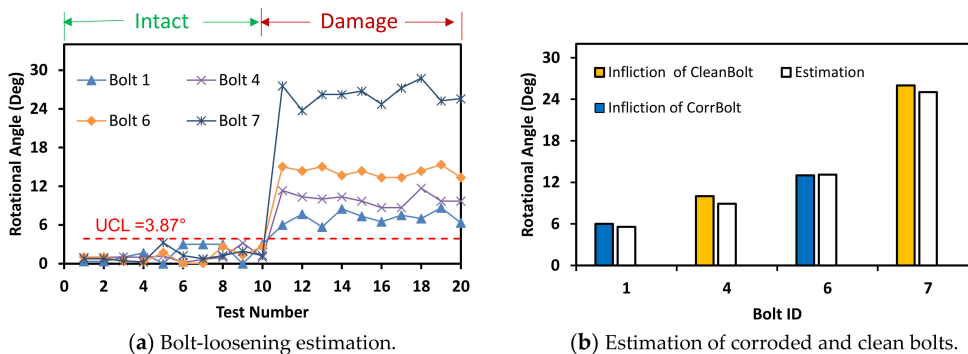 Intact Damage
Rotational Angle (Deg)
30
24
18
12
6
0
Bolt 1 Bolt 4
Bolt 6 Bolt 7
UCL =3.87°
0 2 4 6 8 10 12 14 16 18 20
Test Number
(a) Bolt-loosening estimation.
Rotational Angle (Deg)
30
24
18
12
6
0
Infliction of CleanBolt Estimation
Infliction of CorrBolt
1 4 6 7
Bolt ID
(b) Estimation of corroded and clean bolts.